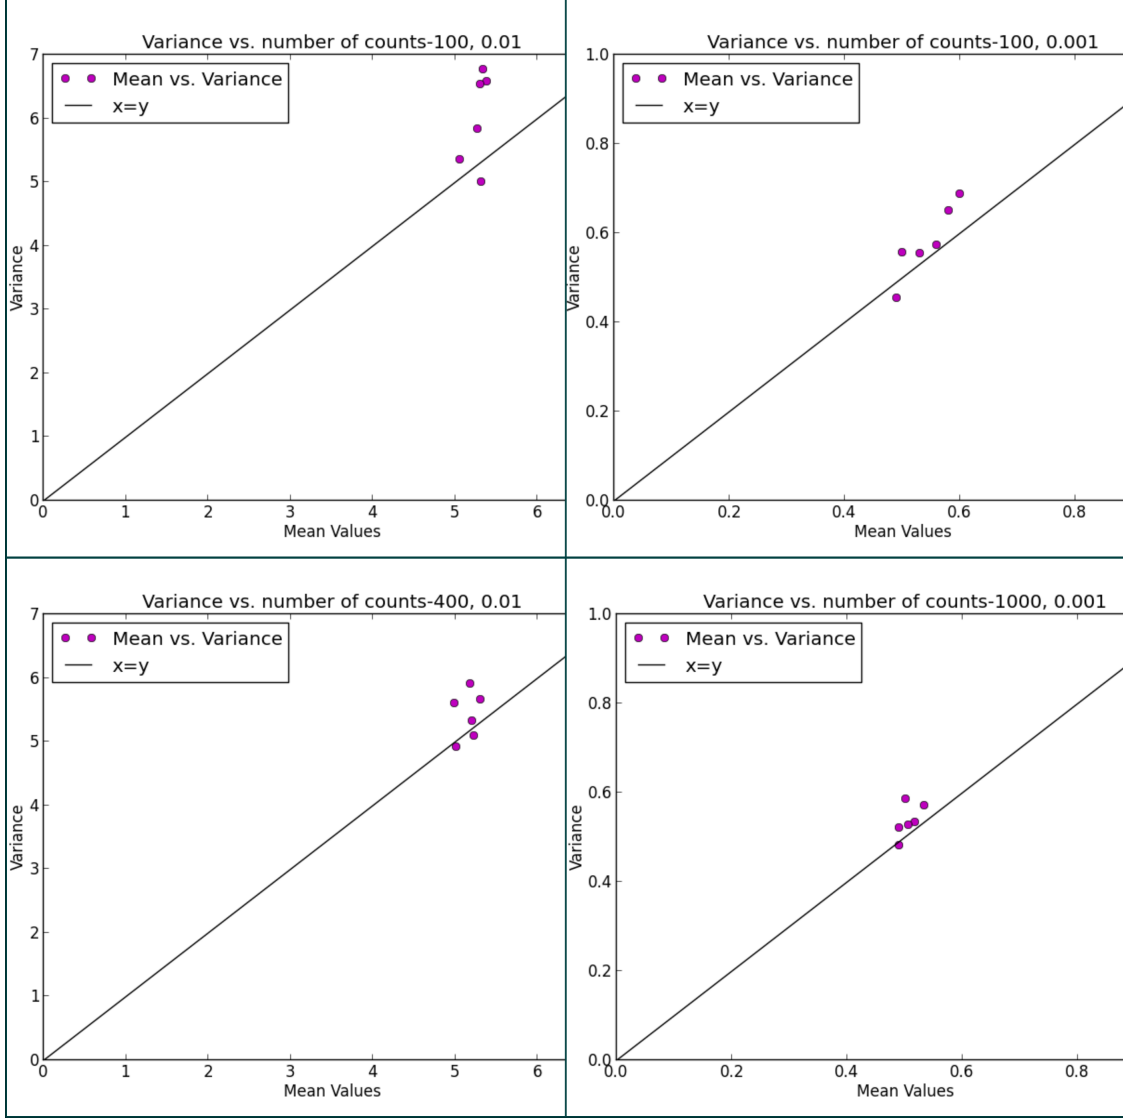 Variance vs. number of counts-100, 0.01
Mean vs. Variance
x=y
7
6
5
4
3
2
1
0
Variance
0 1 2 3 4 5 6
Mean Values
Variance vs. number of counts-100, 0.001
Mean vs. Variance
x=y
1.0
0.8
0.6
0.4
0.2
0.0
Variance
0.0 0.2 0.4 0.6 0.8
Mean Values
Variance vs. number of counts-400, 0.01
Mean vs. Variance
x=y
7
6
5
4
3
2
1
0
Variance
0 1 2 3 4 5 6
Mean Values
Variance vs. number of counts-1000, 0.001
Mean vs. Variance
x=y
1.0
0.8
0.6
0.4
0.2
0.0
Variance
0.0 0.2 0.4 0.6 0.8
Mean Values